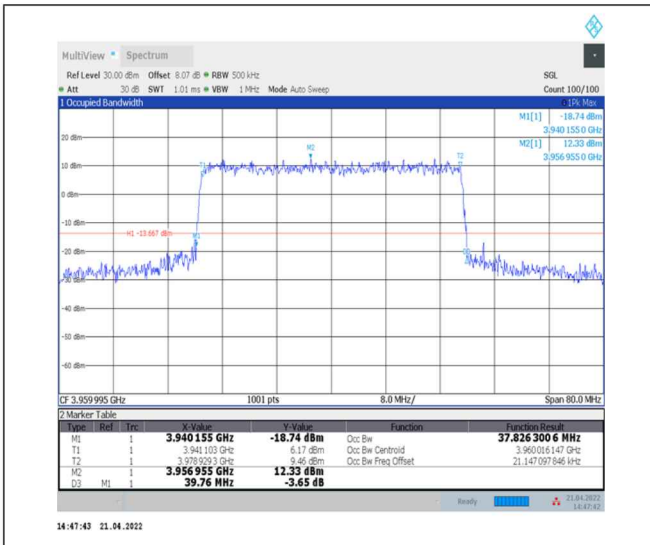 MultiView Spectrum
Ref Level 30.00 dBm Offset 8.07 dB RBW 500 kHz SGL
Att 30 dB SWT 1.01 ms VBW 1 MHz Mode Auto Sweep Count 100/100
1 Occupied Bandwidth 1Pk Max
M1[1] -18.74 dBm
3.940 155 0 GHz
M2[1] 12.33 dBm
3.956 955 0 GHz
20 dBm
M2
T1
T2
10 dBm
0 dBm
-10 dBm
H1 -13.667 dBm
M1
-20 dBm
D3
-30 dBm
-40 dBm
-50 dBm
-60 dBm
CF 3.959 995 GHz 1001 pts 8.0 MHz/ Span 80.0 MHz
2 Marker Table
Type Ref Trc X-Value Y-Value Function Function Result
M1 1 3.940 155 GHz -18.74 dBm Occ Bw 37.826 300 6 MHz
T1 1 3.941 103 GHz 6.17 dBm Occ Bw Centroid 3.960 016 147 GHz
T2 1 3.978 929 3 GHz 9.46 dBm Occ Bw Freq Offset 21.147 097 846 kHz
M2 1 3.956 955 GHz 12.33 dBm
D3 M1 1 39.76 MHz -3.65 dB
Ready 21.04.2022
14:47:42
14:47:43 21.04.2022